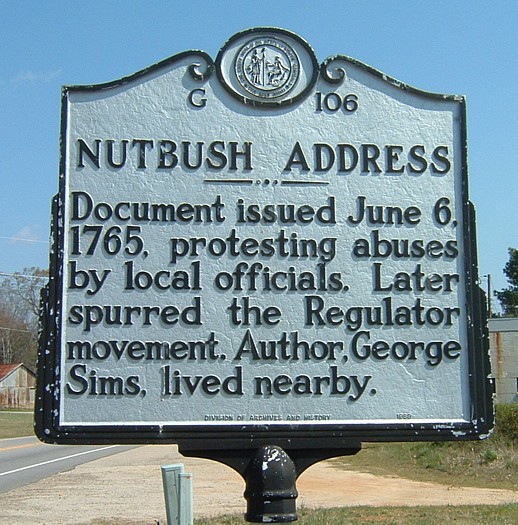 G 106
NUTBUSH ADDRESS
Document issued June 6,
1765, protesting abuses
by local officials. Later
spurred the Regulator
movement. Author, George
Sims, lived nearby.
DIVISION OF ARCHIVES AND HISTORY